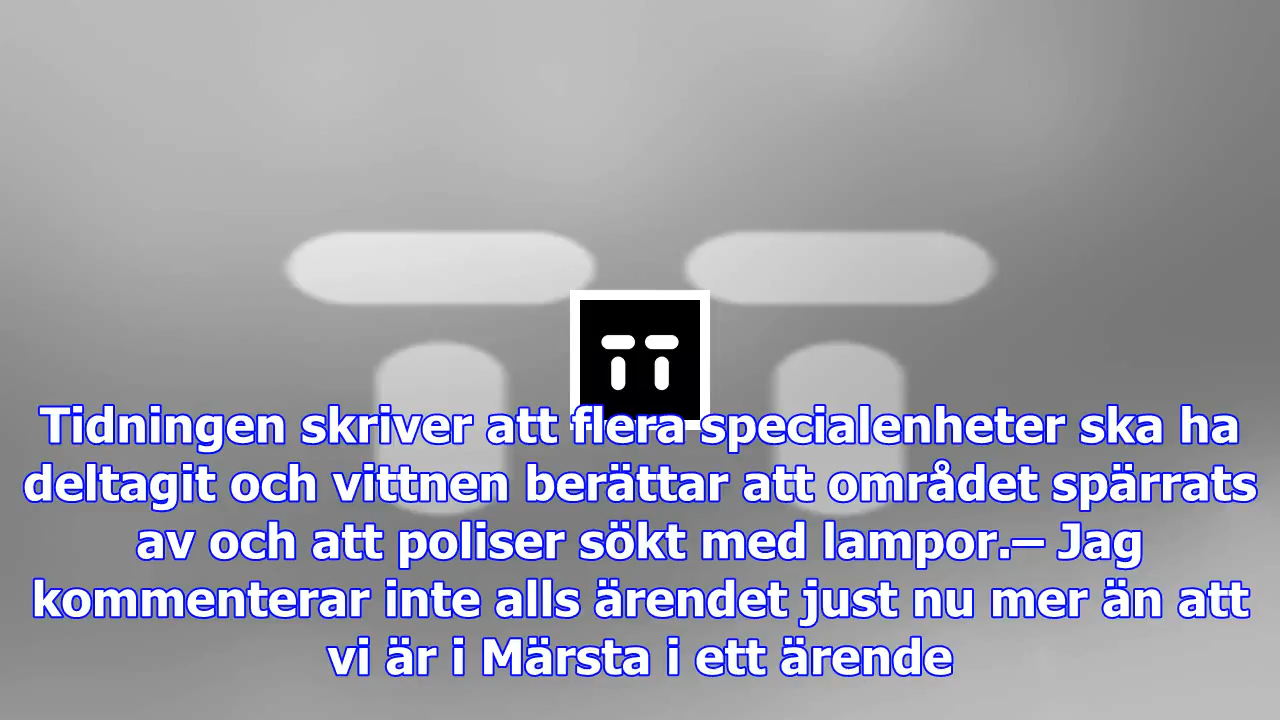 Tidningen skriver att flera specialenheter ska ha
deltagit och vittnen berättar att området spärrats
av och att poliser sökt med lampor.– Jag
kommenterar inte alls ärendet just nu mer än att
vi är i Märsta i ett ärende